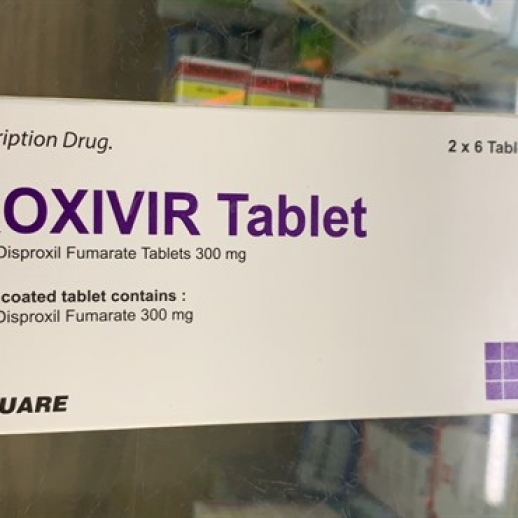 ription Drug.
2 x 6 Tabl
OXIVIR Tablet
Disproxil Fumarate Tablets 300 mg
coated tablet contains :
Disproxil Fumarate 300 mg
UARE